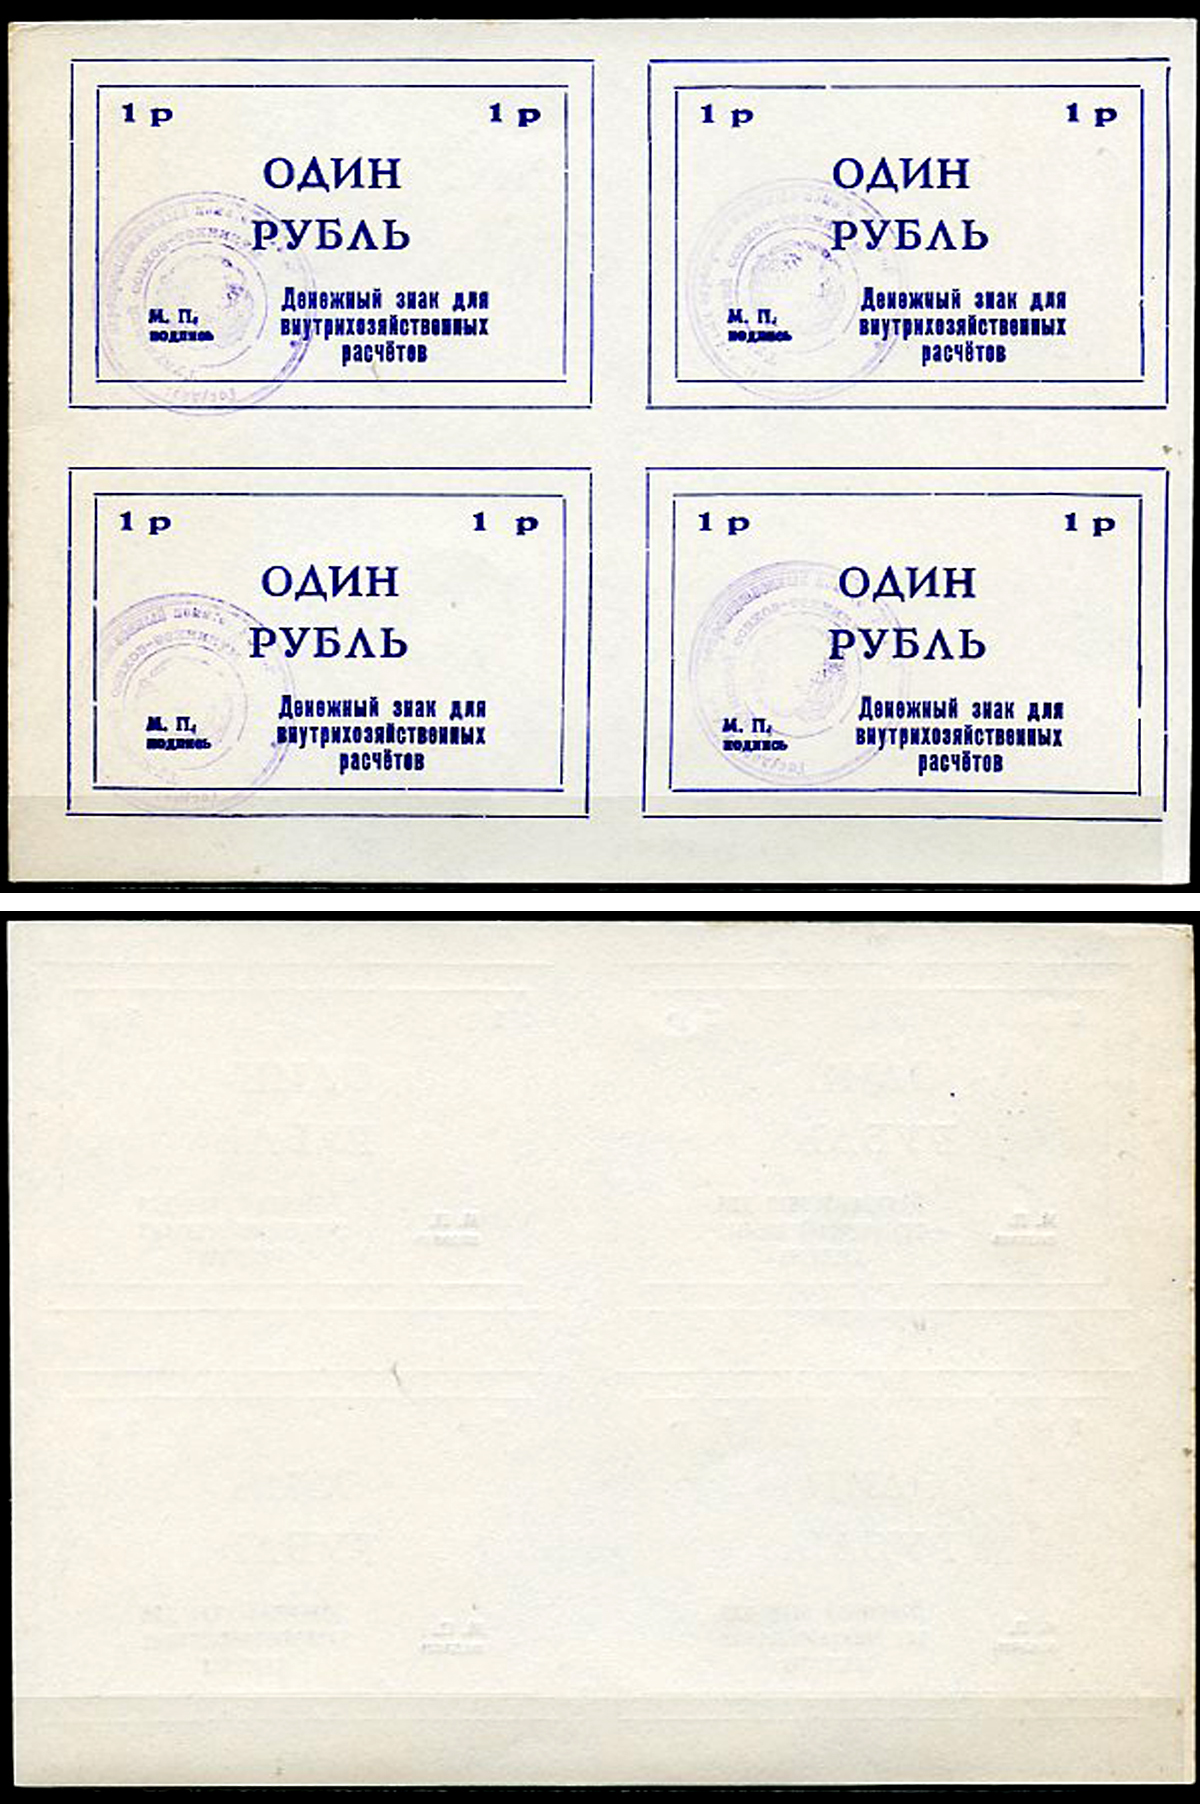 1 р 1 р
ОДИН
РУБЛЬ
Денежный знак для
внутрихозяйственных
расчётов
М. П.,
подпись
1 р 1 р
ОДИН
РУБЛЬ
Денежный знак для
внутрихозяйственных
расчётов
М. П.,
подпись
1 р 1 р
ОДИН
РУБЛЬ
Денежный знак для
внутрихозяйственных
расчётов
М. П.,
подпись
1 р 1 р
ОДИН
РУБЛЬ
Денежный знак для
внутрихозяйственных
расчётов
М. П.,
подпись